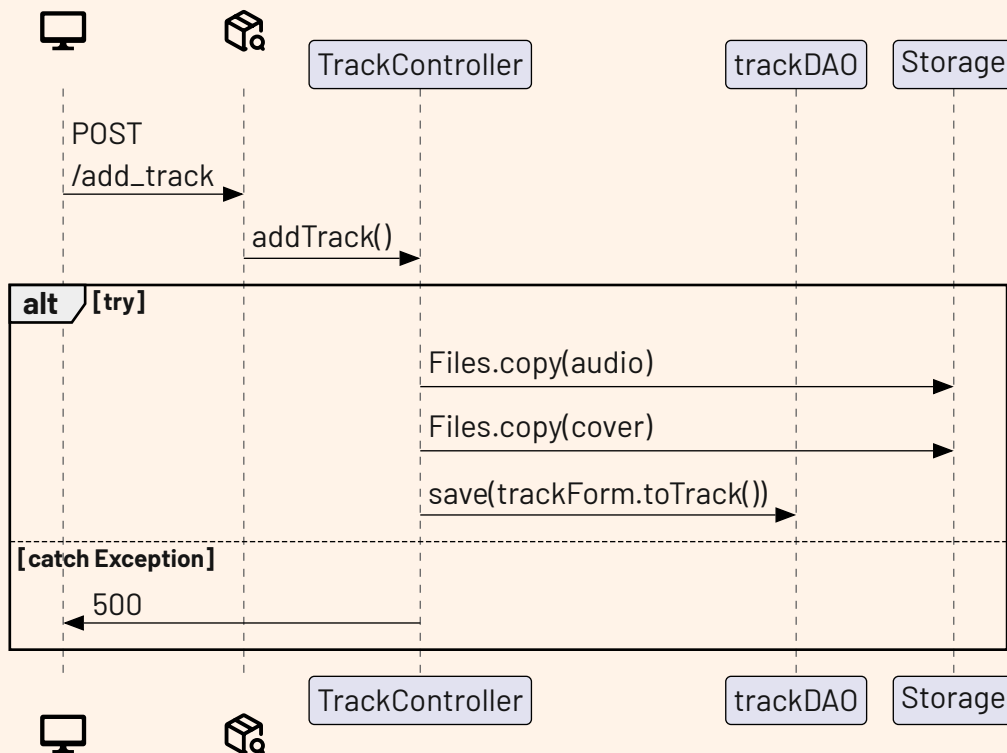 TrackController
trackDAO
Storage
POST
/add_track
addTrack()
alt [try]
Files.copy(audio)
Files.copy(cover)
save(trackForm.toTrack())
[catch Exception]
500
TrackController
trackDAO
Storage